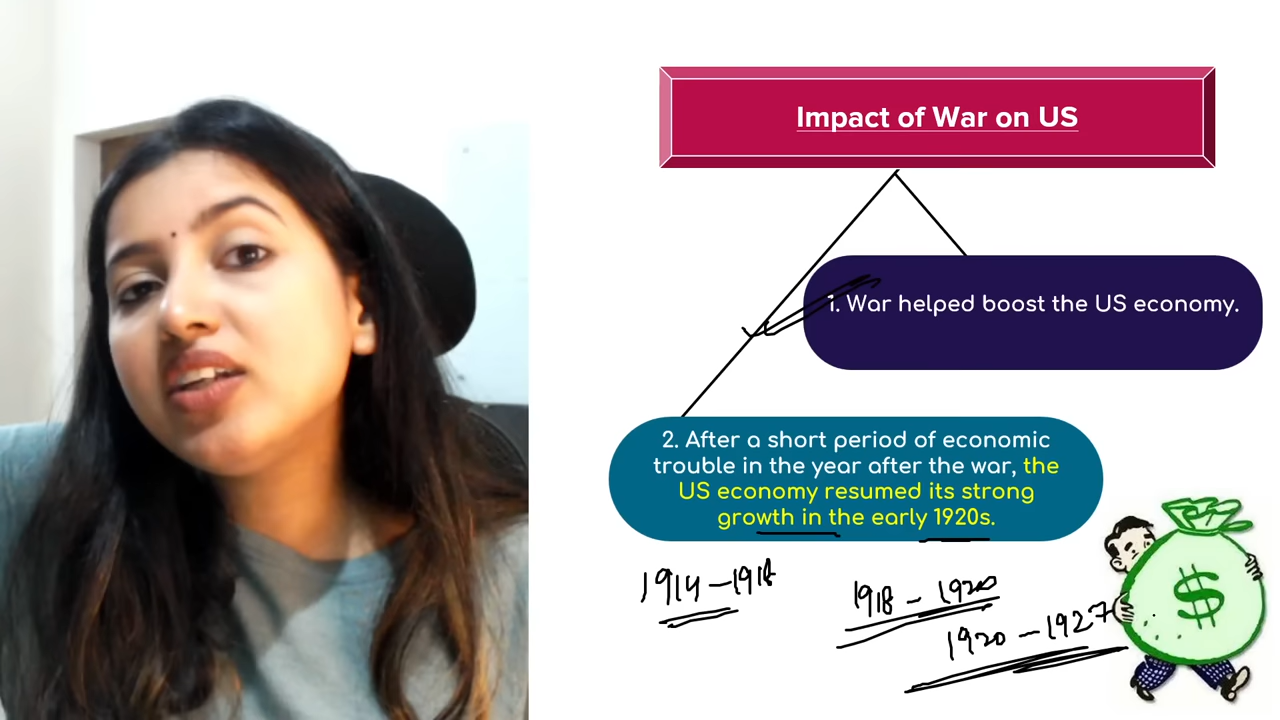 Impact of War on US
1. War helped boost the US economy.
2. After a short period of economic
trouble in the year after the war, the
US economy resumed its strong
growth in the early 1920s.
1914-1918
1918 - 1920
1920 - 1927
$